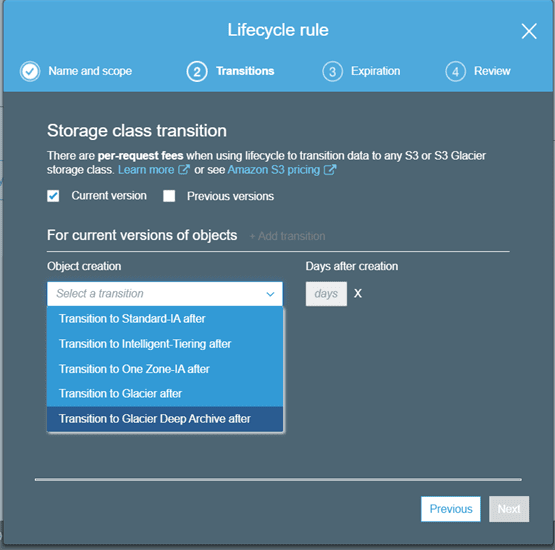 Lifecycle rule
Name and scope
2 Transitions
3 Expiration
4 Review
Storage class transition
There are per-request fees when using lifecycle to transition data to any S3 or S3 Glacier
storage class. Learn more or see Amazon S3 pricing
Current version Previous versions
For current versions of objects + Add transition
Object creation Days after creation
Select a transition days X
Transition to Standard-IA after
Transition to Intelligent-Tiering after
Transition to One Zone-IA after
Transition to Glacier after
Transition to Glacier Deep Archive after
Previous Next